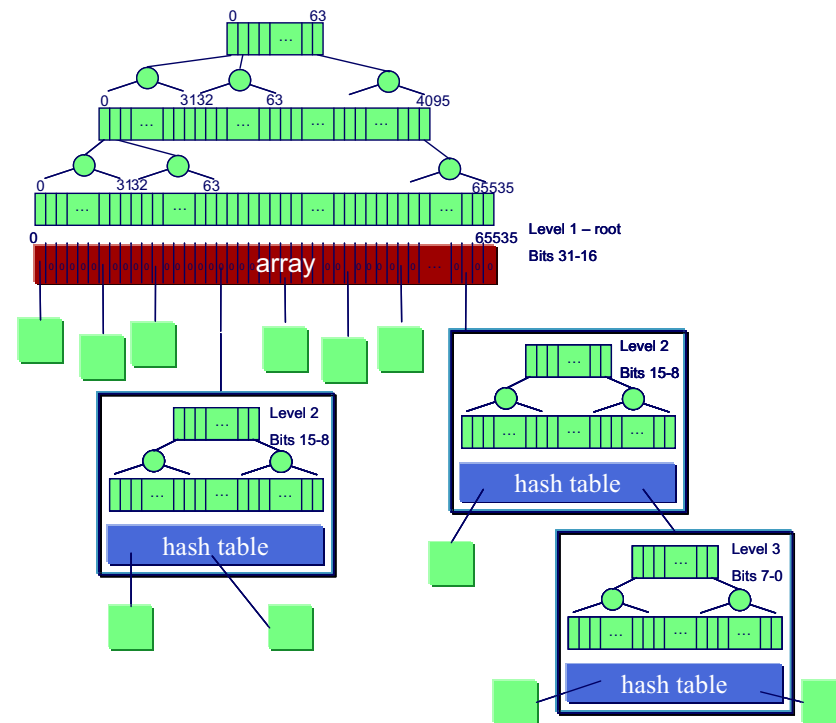 0 63
...
0 3132 63 4095
... ... ... ...
0 3132 63 65535
... ... ... ...
Level 1 – root
0 65535
Bits 31-16
array
...
Level 2
Bits 15-8
...
... ... ...
hash table
Level 2
Bits 15-8
...
... ... ...
hash table
Level 3
Bits 7-0
...
... ... ...
hash table